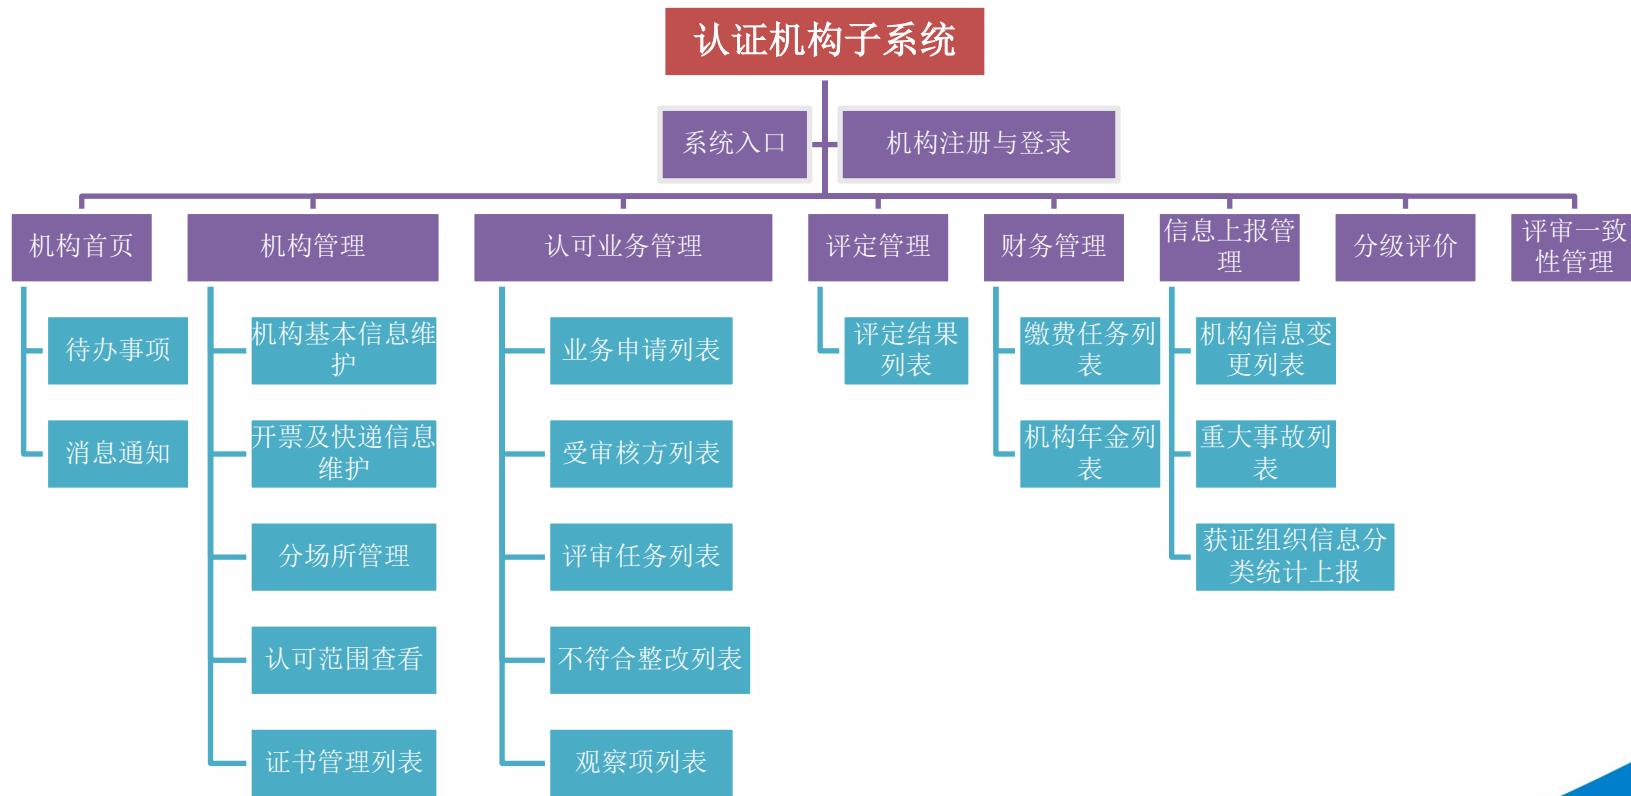 认证机构子系统
系统入口
机构注册与登录
机构首页
机构管理
认可业务管理
评定管理
财务管理
信息上报管
理
分级评价
评审一致
性管理
待办事项
消息通知
机构基本信息维
护
开票及快递信息
维护
分场所管理
认可范围查看
证书管理列表
业务申请列表
受审核方列表
评审任务列表
不符合整改列表
观察项列表
评定结果
列表
缴费任务列
表
机构年金列
表
机构信息变
更列表
重大事故列
表
获证组织信息分
类统计上报